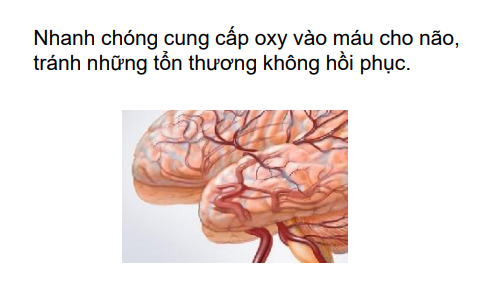 Nhanh chóng cung cấp oxy vào máu cho não,
tránh những tổn thương không hồi phục.